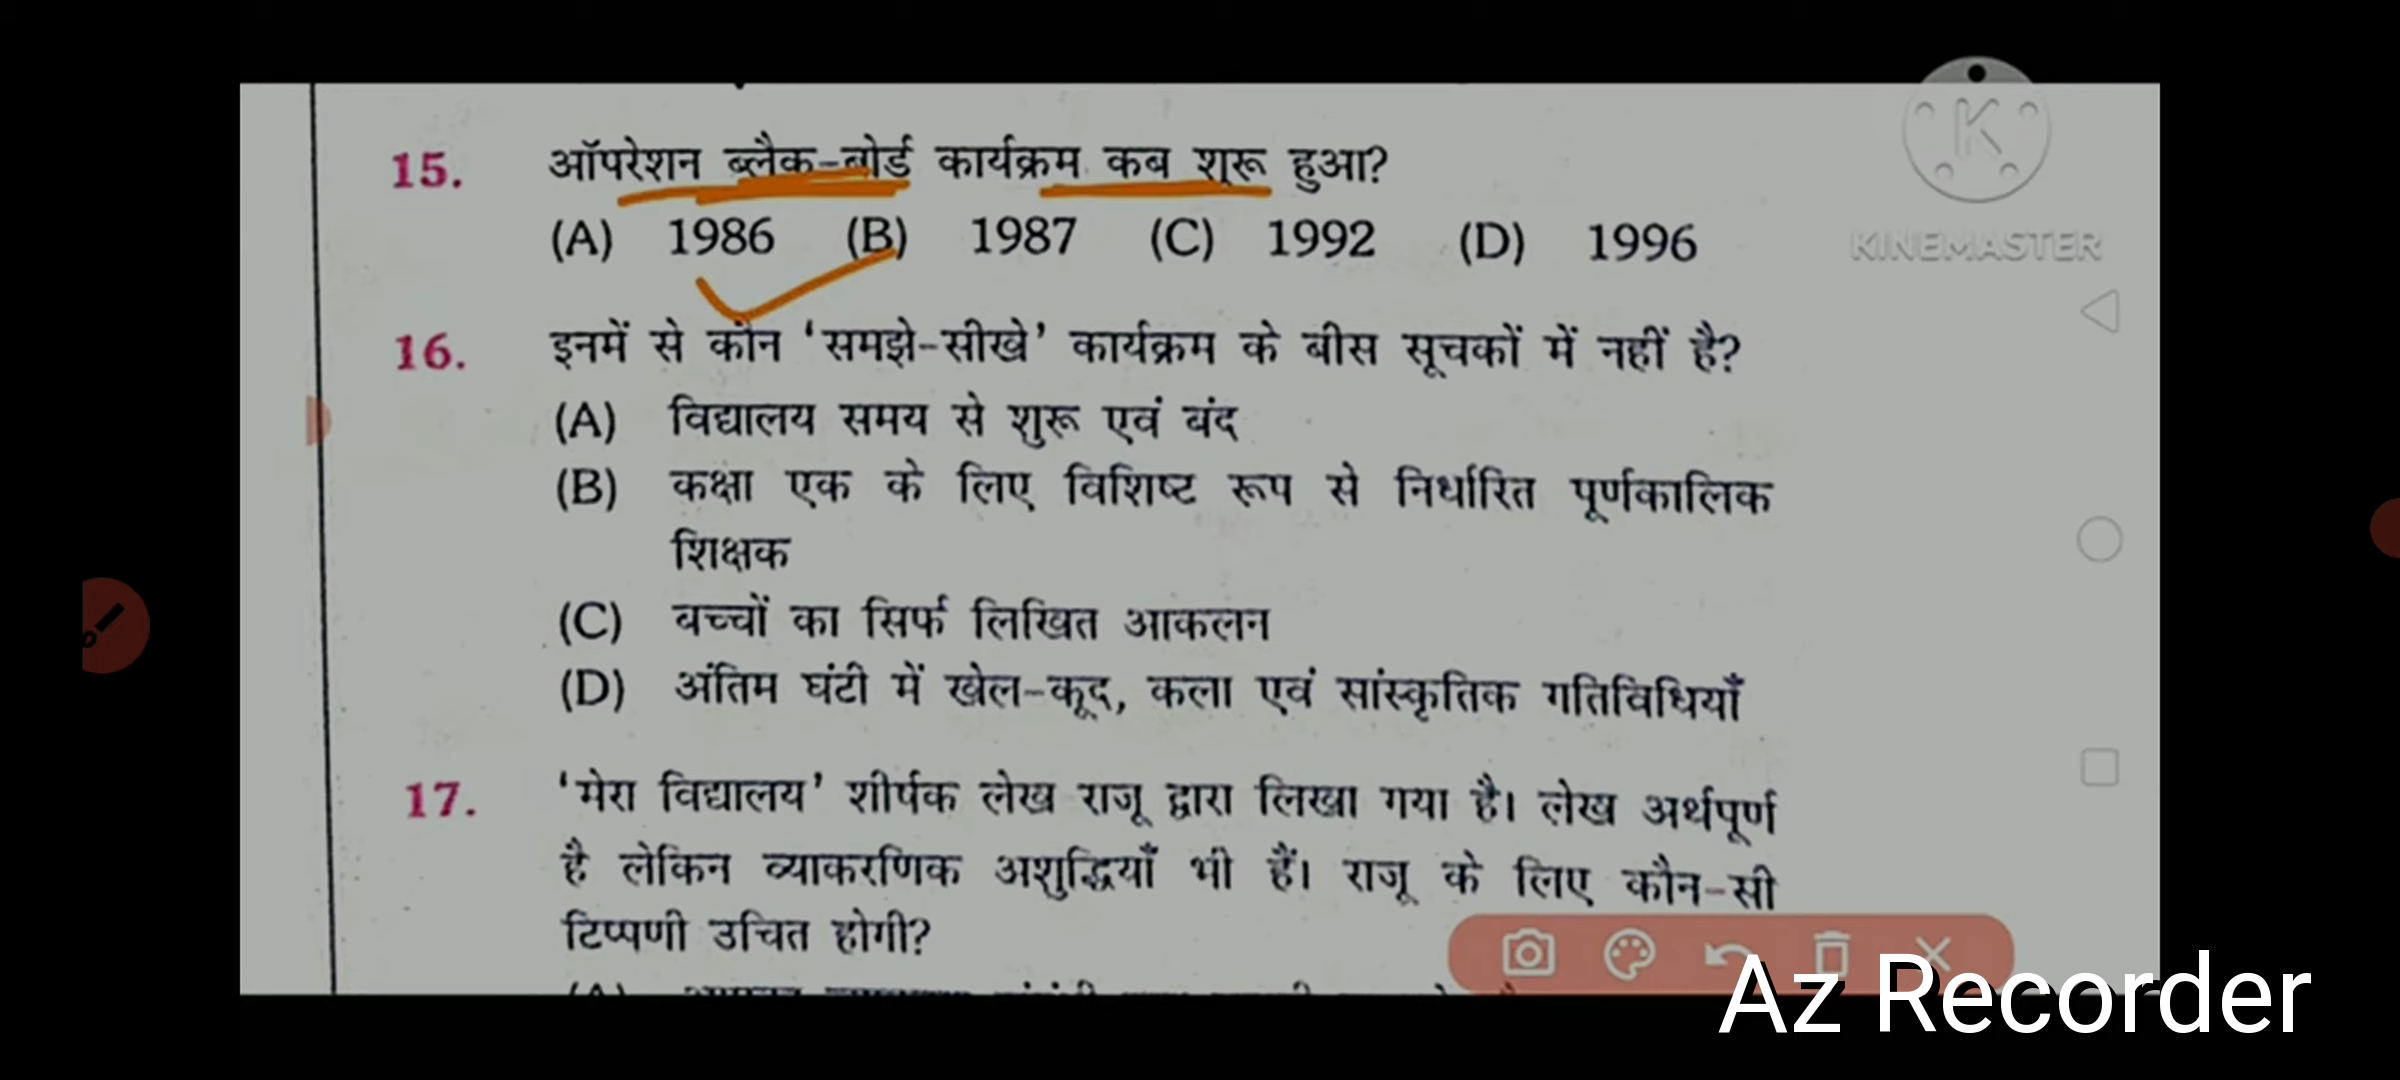 15. ऑपरेशन ब्लैक-बोर्ड कार्यक्रम कब शुरू हुआ?
(A) 1986 (B) 1987 (C) 1992 (D) 1996
KINEMASTER
16. इनमें से कौन ‘समझे-सीखे’ कार्यक्रम के बीस सूचकों में नहीं है?
(A) विद्यालय समय से शुरू एवं बंद
(B) कक्षा एक के लिए विशिष्ट रूप से निर्धारित पूर्णकालिक
शिक्षक
(C) बच्चों का सिर्फ लिखित आकलन
(D) अंतिम घंटी में खेल-कूद, कला एवं सांस्कृतिक गतिविधियाँ
17. ‘मेरा विद्यालय’ शीर्षक लेख राजू द्वारा लिखा गया है। लेख अर्थपूर्ण
है लेकिन व्याकरणिक अशुद्धियाँ भी हैं। राजू के लिए कौन-सी
टिप्पणी उचित होगी?
Az Recorder